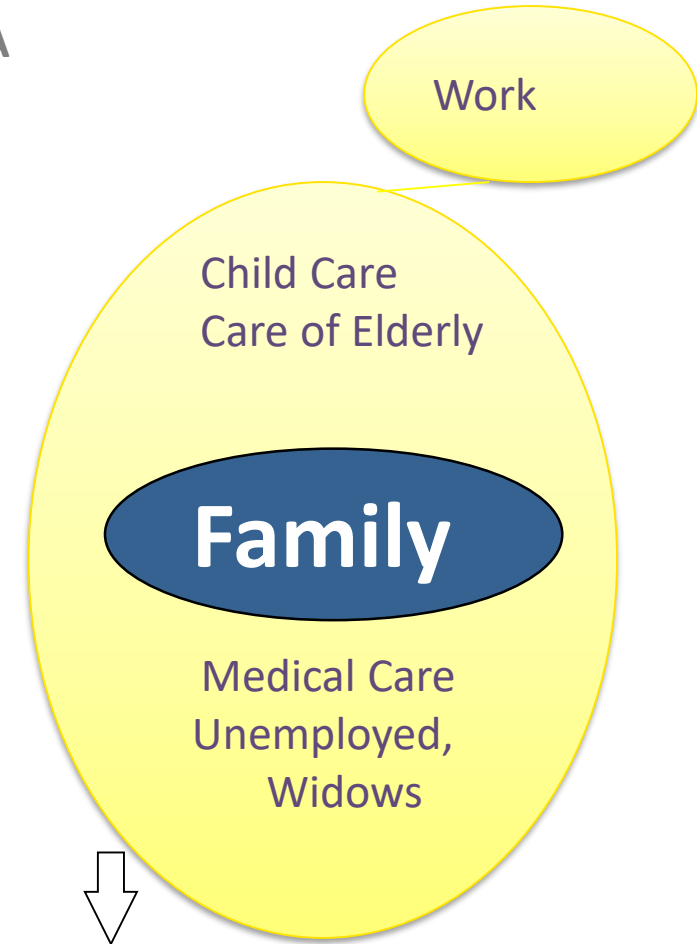 A
Work
Child Care
Care of Elderly
Family
Medical Care
Unemployed,
Widows